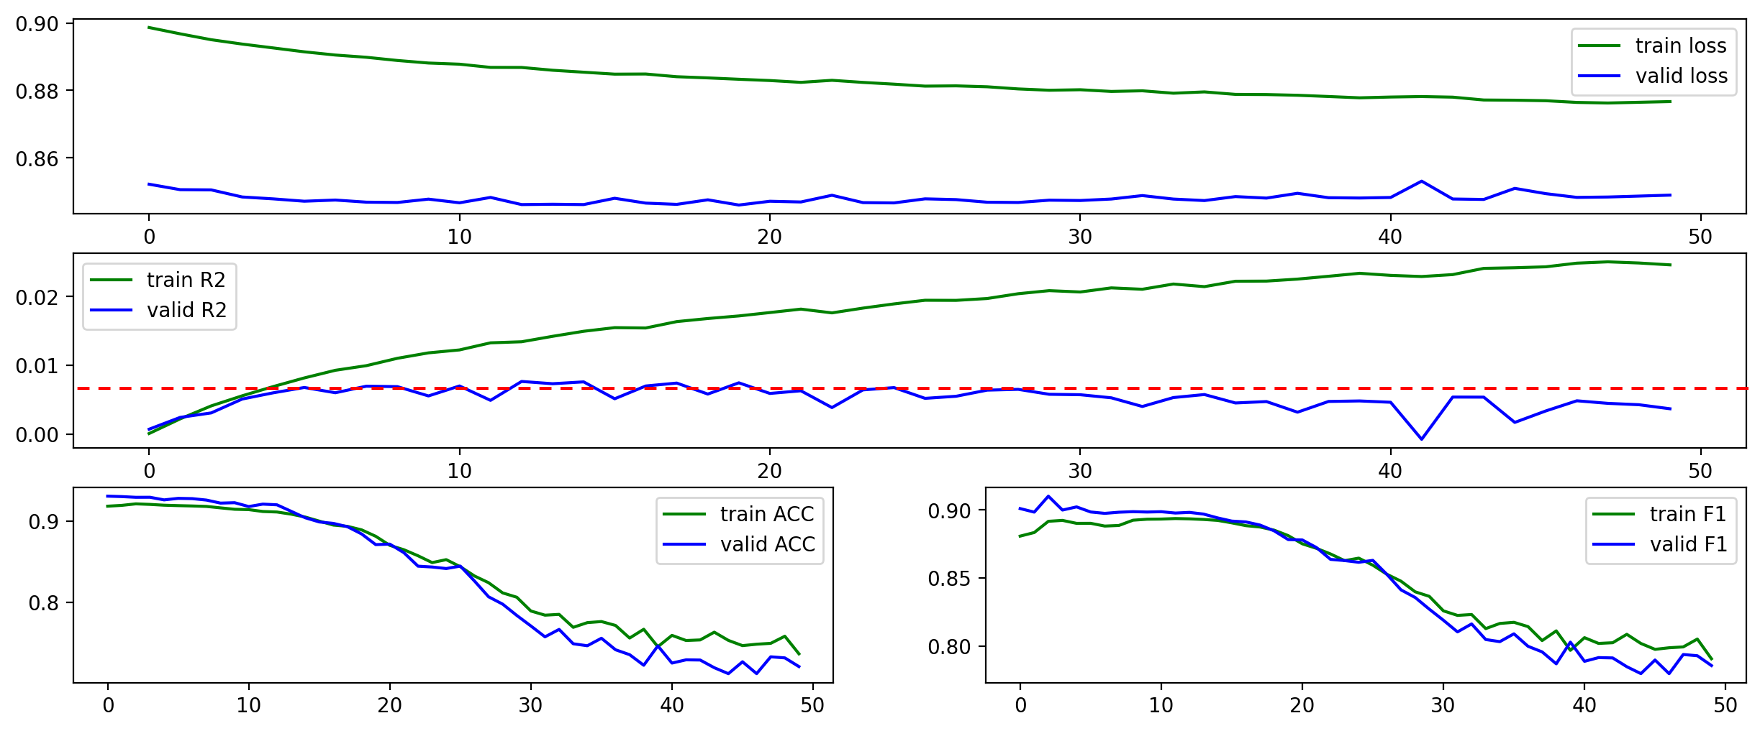 0.90
0.88
0.86
train loss
valid loss
0 10 20 30 40 50
0.02
0.01
0.00
train R2
valid R2
0 10 20 30 40 50
0.9
0.8
train ACC
valid ACC
0 10 20 30 40 50
0.90
0.85
0.80
train F1
valid F1
0 10 20 30 40 50